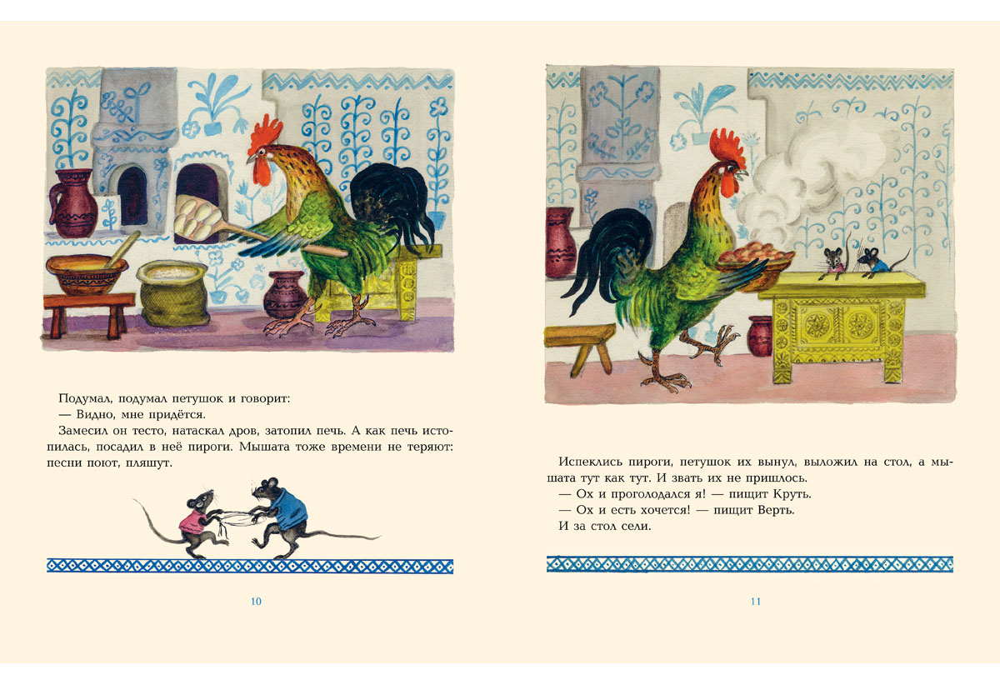 Подумал, подумал петушок и говорит:
— Видно, мне придётся.
Замесил он тесто, натаскал дров, затопил печь. А как печь исто-
пилась, посадил в неё пироги. Мышата тоже времени не теряют:
песни поют, пляшут.
10
Испеклись пироги, петушок их вынул, выложил на стол, а мы-
шата тут как тут. И звать их не пришлось.
— Ох и проголодался я! — пищит Круть.
— Ох и есть хочется! — пищит Верть.
И за стол сели.
11